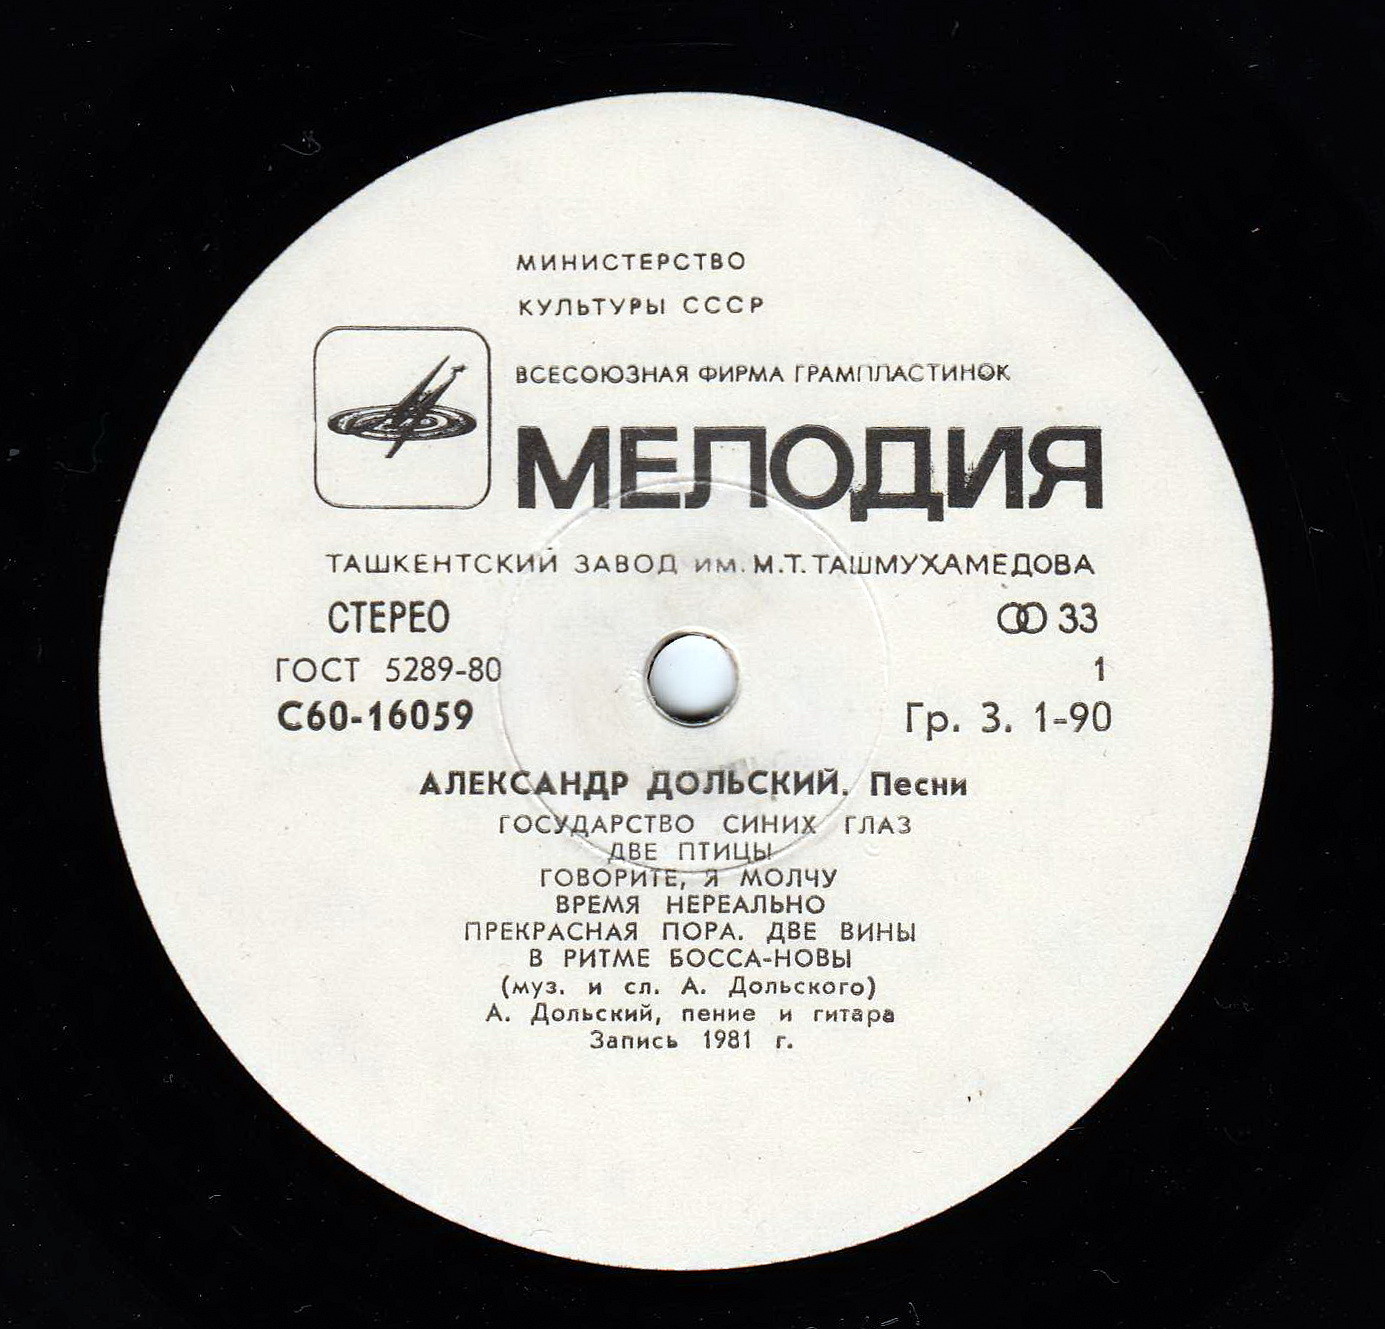 МИНИСТЕРСТВО
КУЛЬТУРЫ СССР
ВСЕСОЮЗНАЯ ФИРМА ГРАМПЛАСТИНОК
МЕЛОДИЯ
ТАШКЕНТСКИЙ ЗАВОД ИМ. М.Т. ТАШМУХАМЕДОВА
СТЕРЕО 33
ГОСТ 5289-80 1
С60-16059 Гр. 3. 1-90
АЛЕКСАНДР ДОЛЬСКИЙ. Песни
ГОСУДАРСТВО СИНИХ ГЛАЗ
ДВЕ ПТИЦЫ
ГОВОРИТЕ, Я МОЛЧУ
ВРЕМЯ НЕРЕАЛЬНО
ПРЕКРАСНАЯ ПОРА. ДВЕ ВИНЫ
В РИТМЕ БОССА-НОВЫ
(муз. и сл. А. Дольского)
А. Дольский, пение и гитара
Запись 1981 г.